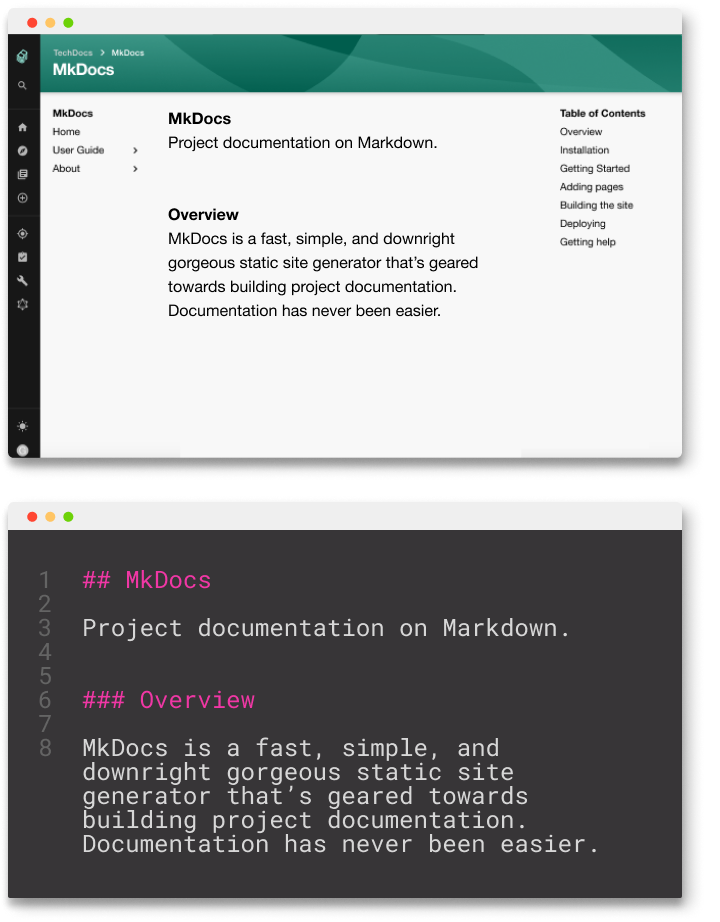 TechDocs > MkDocs
MkDocs
MkDocs
Home
User Guide >
About >
MkDocs
Project documentation on Markdown.
Overview
MkDocs is a fast, simple, and downright
gorgeous static site generator that’s geared
towards building project documentation.
Documentation has never been easier.
Table of Contents
Overview
Installation
Getting Started
Adding pages
Building the site
Deploying
Getting help
1 ## MkDocs
2
3 Project documentation on Markdown.
4
5
6 ### Overview
7
8 MkDocs is a fast, simple, and
downright gorgeous static site
generator that’s geared towards
building project documentation.
Documentation has never been easier.